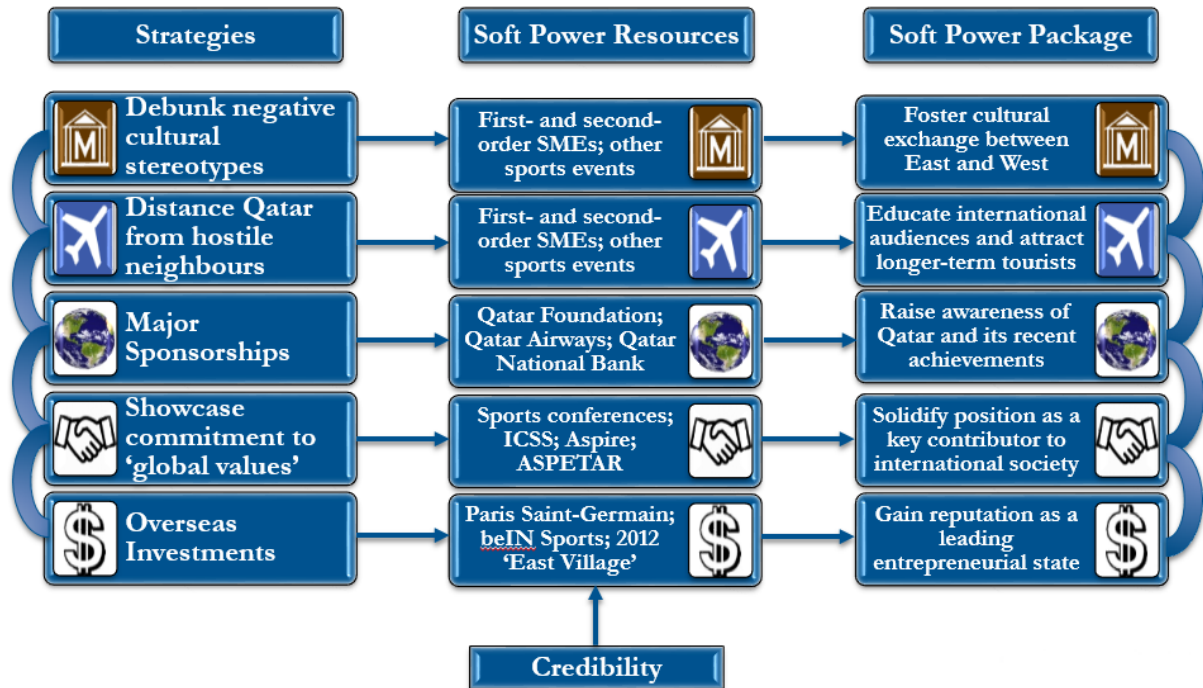 Strategies
Soft Power Resources
Soft Power Package
M
Debunk negative
cultural
stereotypes
First- and second-
order SMEs; other
sports events
M
Foster cultural
exchange between
East and West
M
Distance Qatar
from hostile
neighbours
First- and second-
order SMEs; other
sports events
Educate international
audiences and attract
longer-term tourists
Major
Sponsorships
Qatar Foundation;
Qatar Airways; Qatar
National Bank
Raise awareness of
Qatar and its recent
achievements
Showcase
commitment to
‘global values’
Sports conferences;
ICSS; Aspire;
ASPETAR
Solidify position as a
key contributor to
international society
$
Overseas
Investments
Paris Saint-Germain;
beIN Sports; 2012
‘East Village’
$
Gain reputation as a
leading
entrepreneurial state
$
Credibility